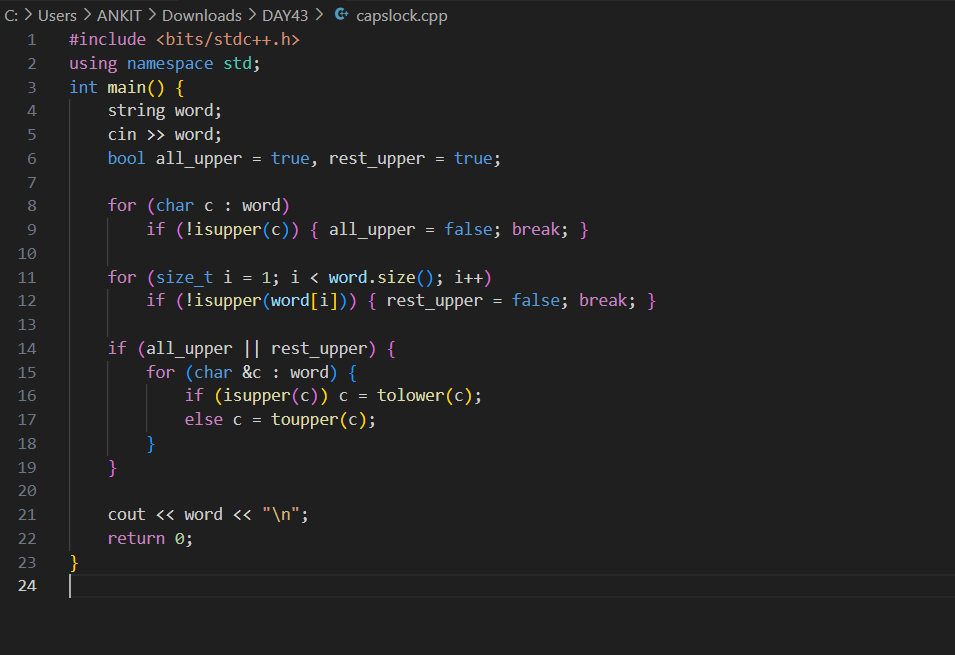 C: > Users > ANKIT > Downloads > DAY43 > capslock.cpp
1 #include <bits/stdc++.h>
2 using namespace std;
3 int main() {
4     string word;
5     cin >> word;
6     bool all_upper = true, rest_upper = true;
7
8     for (char c : word)
9         if (!isupper(c)) { all_upper = false; break; }
10
11     for (size_t i = 1; i < word.size(); i++)
12         if (!isupper(word[i])) { rest_upper = false; break; }
13
14     if (all_upper || rest_upper) {
15         for (char &c : word) {
16             if (isupper(c)) c = tolower(c);
17             else c = toupper(c);
18         }
19     }
20
21     cout << word << "\n";
22     return 0;
23 }
24